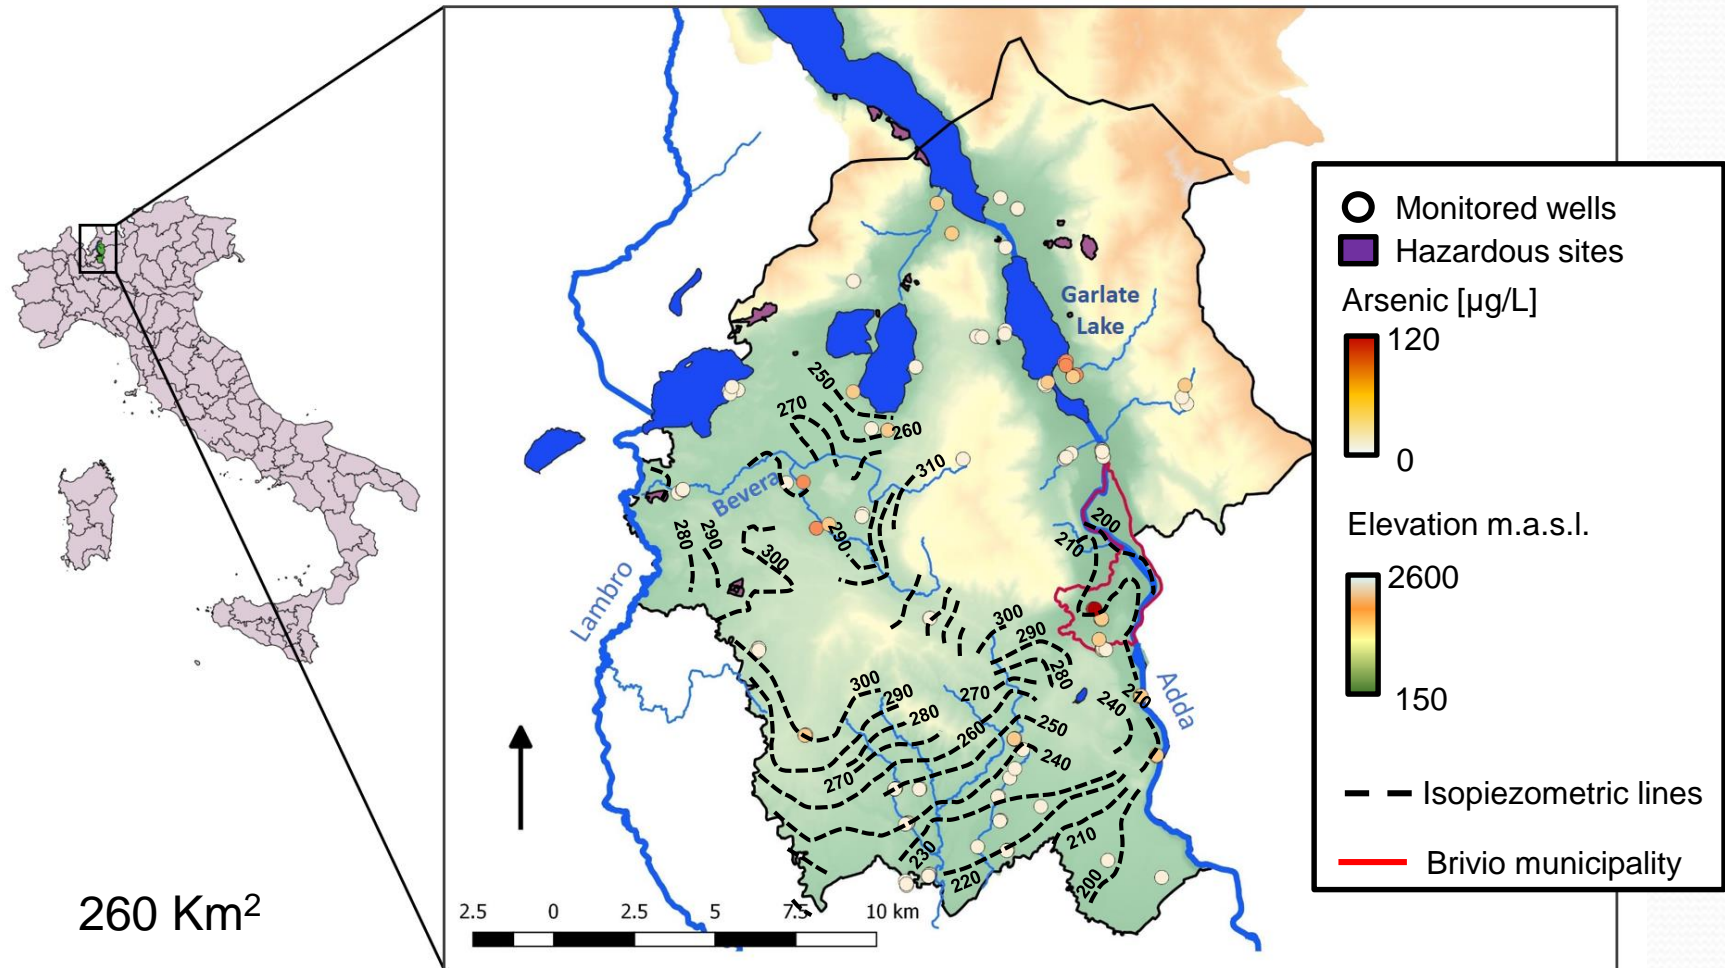 Monitored wells
Hazardous sites
Arsenic [µg/L]
120
0
Elevation m.a.s.l.
2600
150
Isopiezometric lines
Brivio municipality
Garlate
Lake
250
270
260
310
Bevera
280
290
300
290
200
210
Lambro
300
290
280
300
290
280
270
260
270
250
240
240
210
Adda
230
220
210
200
260 Km²
2.5
0
2.5
5
7.5
10 km